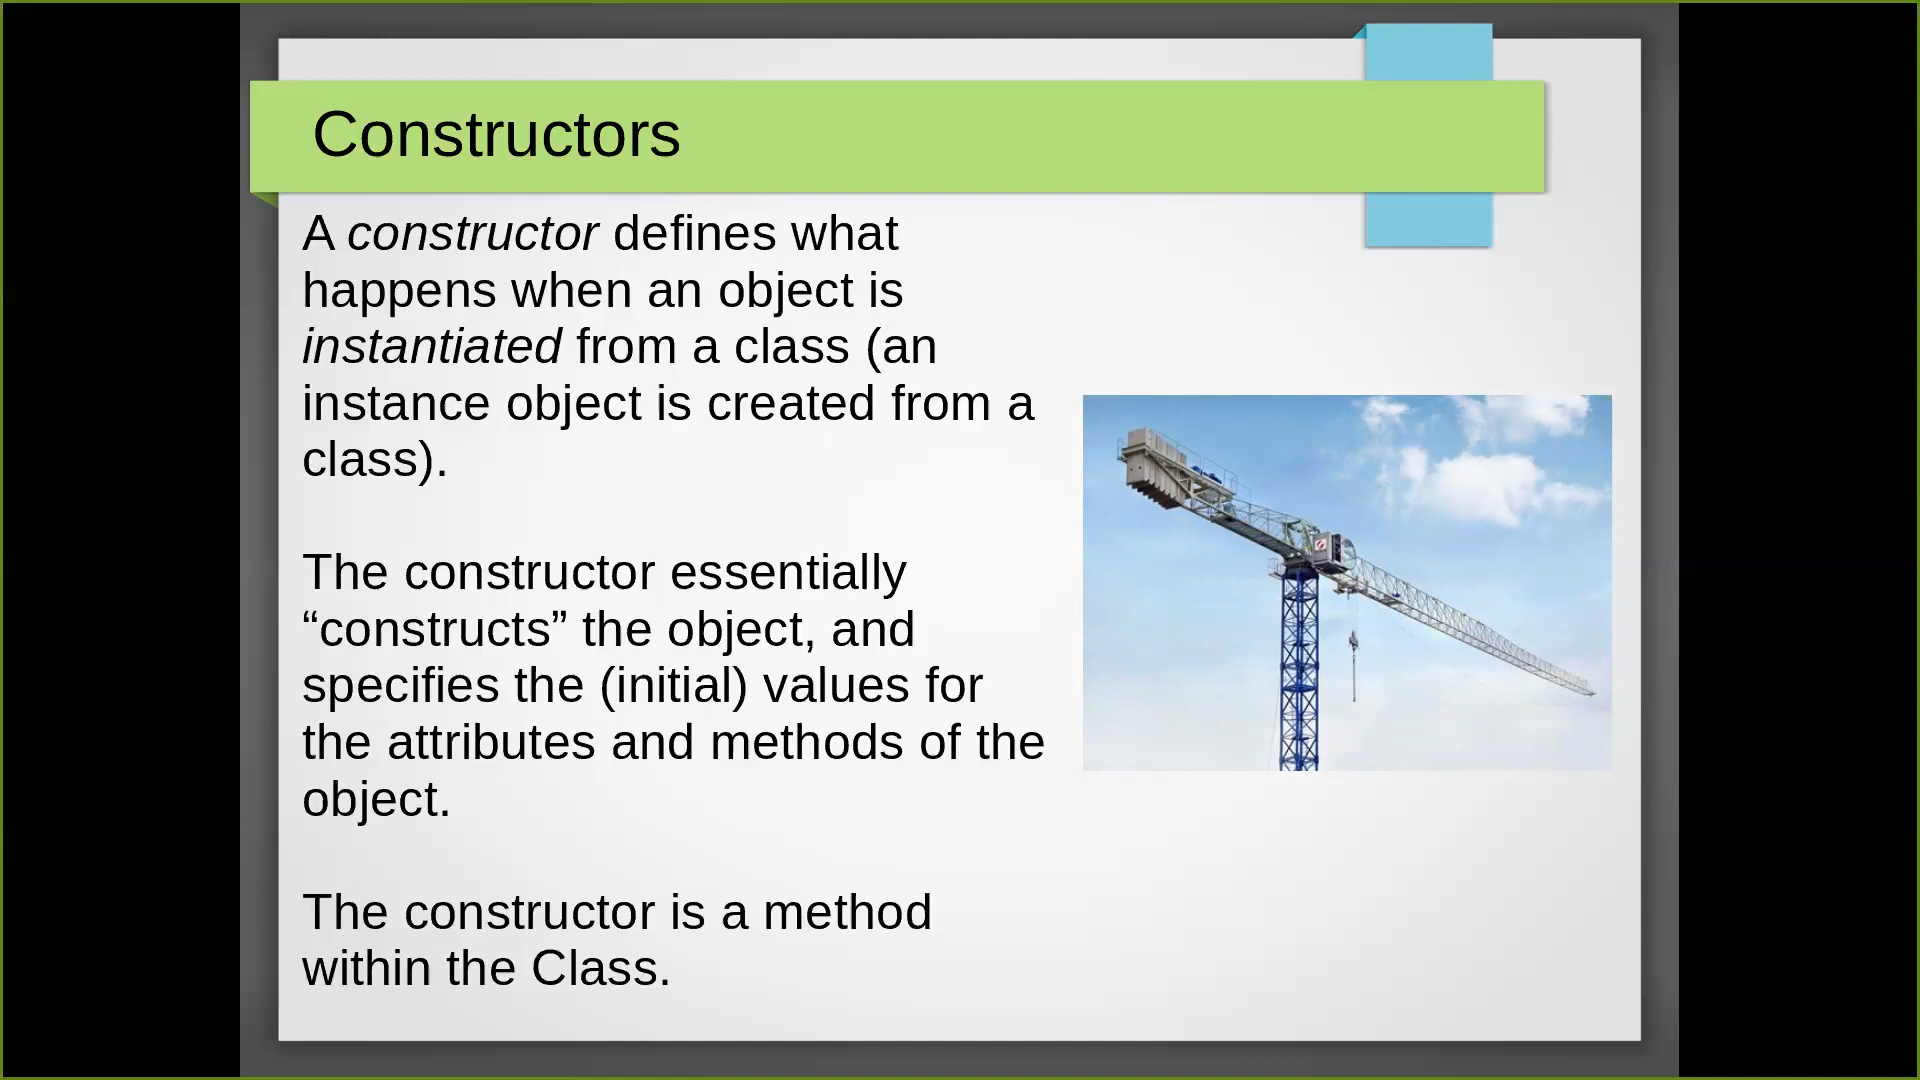 Constructors
A constructor defines what
happens when an object is
instantiated from a class (an
instance object is created from a
class).
The constructor essentially
“constructs” the object, and
specifies the (initial) values for
the attributes and methods of the
object.
The constructor is a method
within the Class.